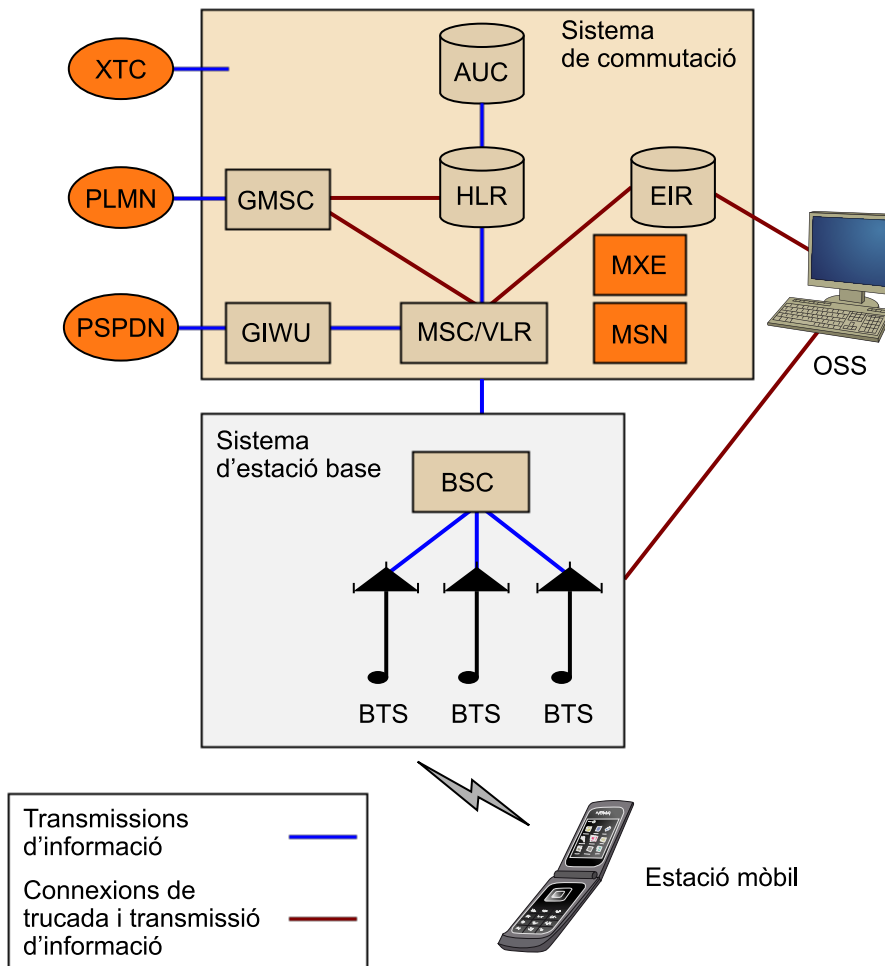 Sistema
de commutació
XTC
AUC
PLMN
GMSC
HLR
EIR
MXE
PSPDN
GIWU
MSC/VLR
MSN
OSS
Sistema
d'estació base
BSC
BTS
BTS
BTS
Transmissions
d'informació
Connexions de
trucada i transmissió
d'informació
Estació mòbil